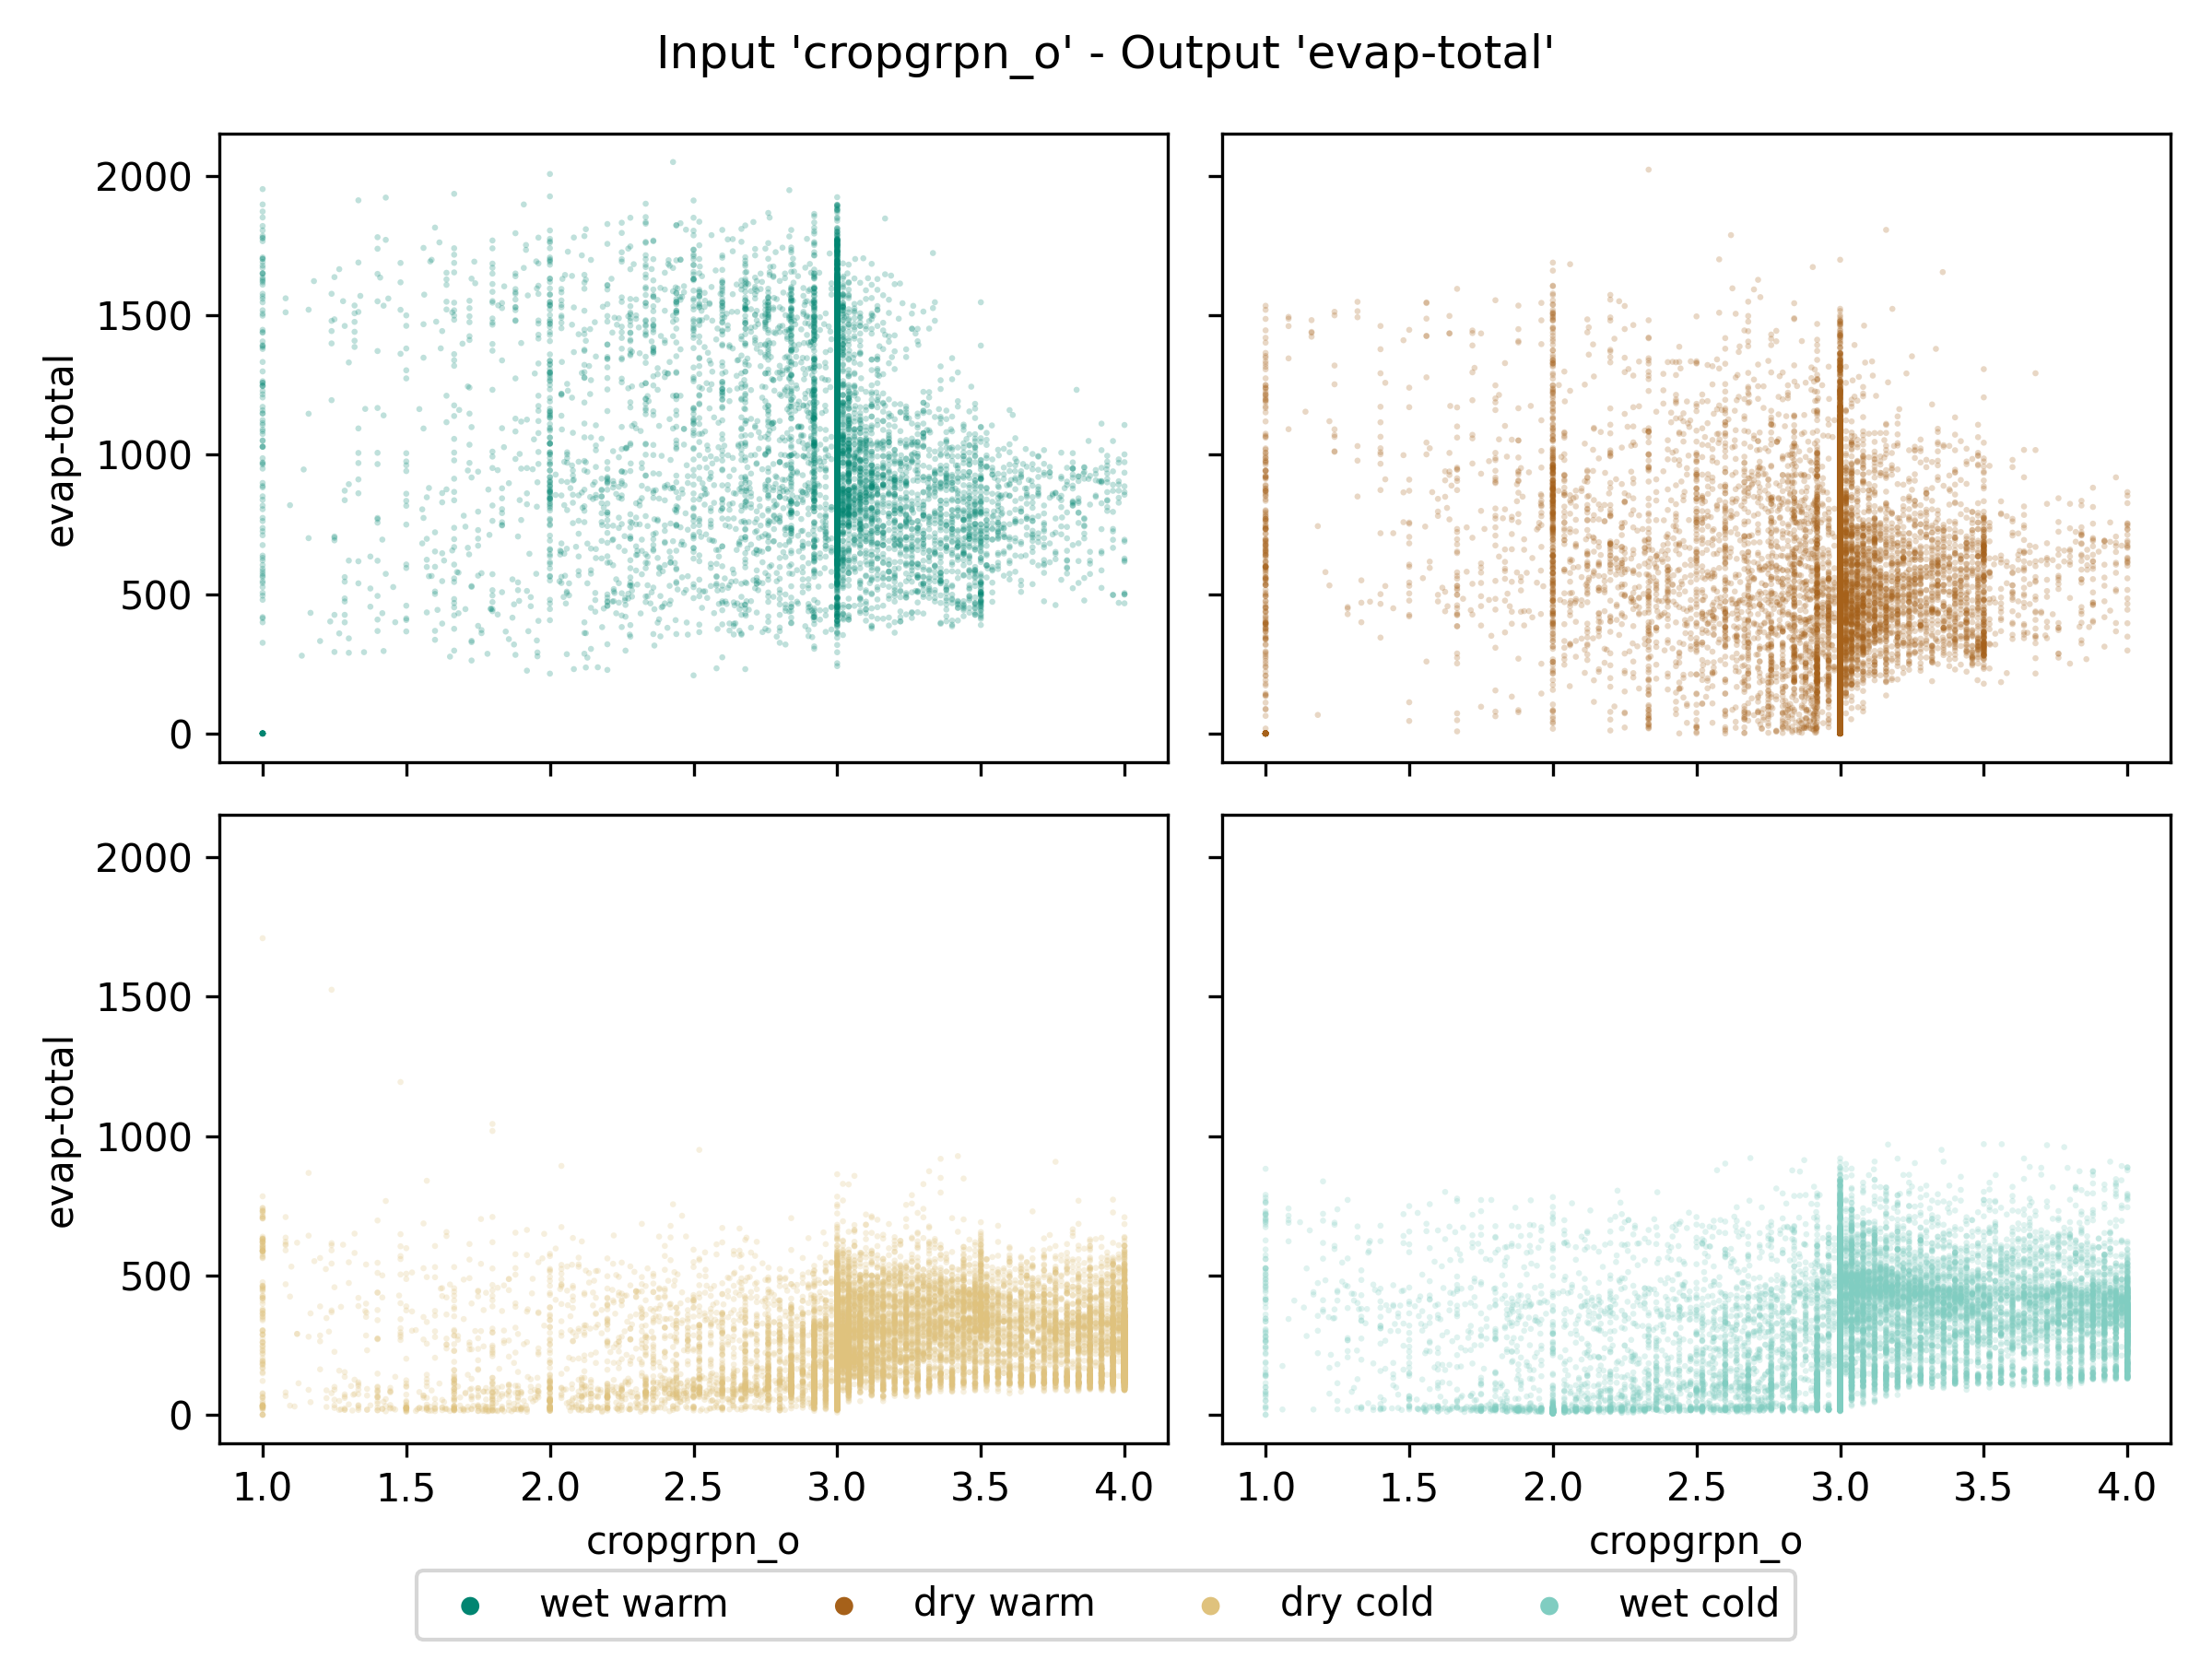 Input 'cropgrpn_o' - Output 'evap-total'
evap-total
2000
1500
1000
500
0
evap-total
2000
1500
1000
500
0
1.0 1.5 2.0 2.5 3.0 3.5 4.0
1.0 1.5 2.0 2.5 3.0 3.5 4.0
cropgrpn_o
cropgrpn_o
wet warm dry warm dry cold wet cold